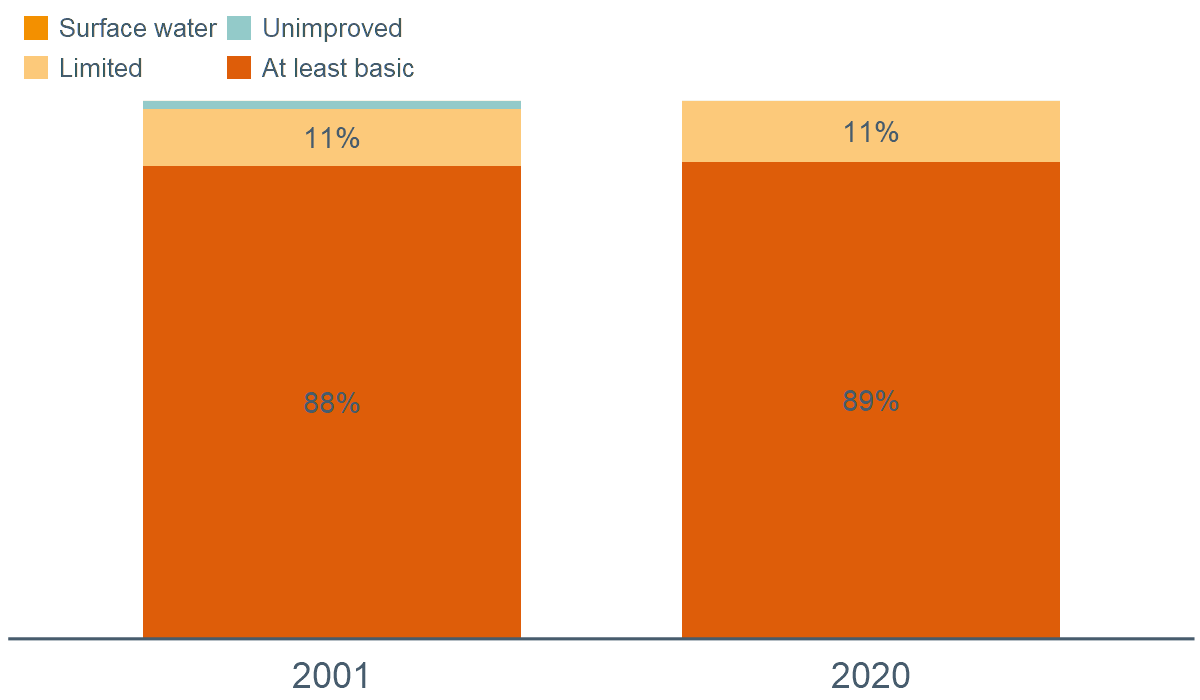 Surface water Unimproved
Limited At least basic
11% 11%
88% 89%
2001 2020